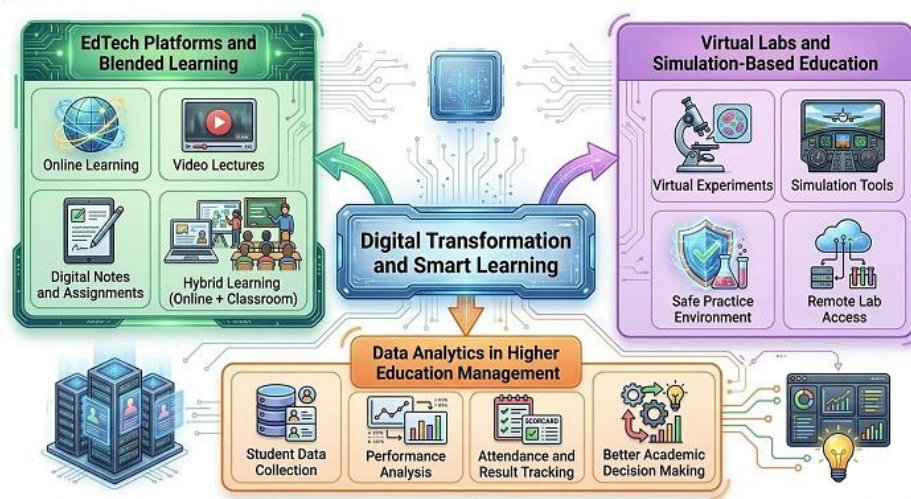 EdTech Platforms and
Blended Learning
Online Learning
Video Lectures
Digital Notes
and Assignments
Hybrid Learning
(Online + Classroom)
Digital Transformation
and Smart Learning
Virtual Labs and
Simulation-Based Education
Virtual Experiments
Simulation Tools
Safe Practice
Environment
Remote Lab
Access
Data Analytics in Higher
Education Management
Student Data
Collection
Performance
Analysis
SCORCARD
Attendance and
Result Tracking
Better Academic
Decision Making